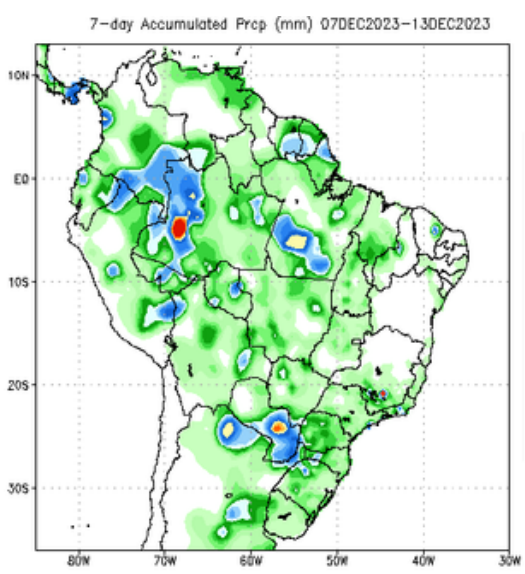 7-day Accumulated Prcp (mm) 07DEC2023-13DEC2023
10N
EQ
10S
20S
30S
80W 70W 60W 50W 40W 30W